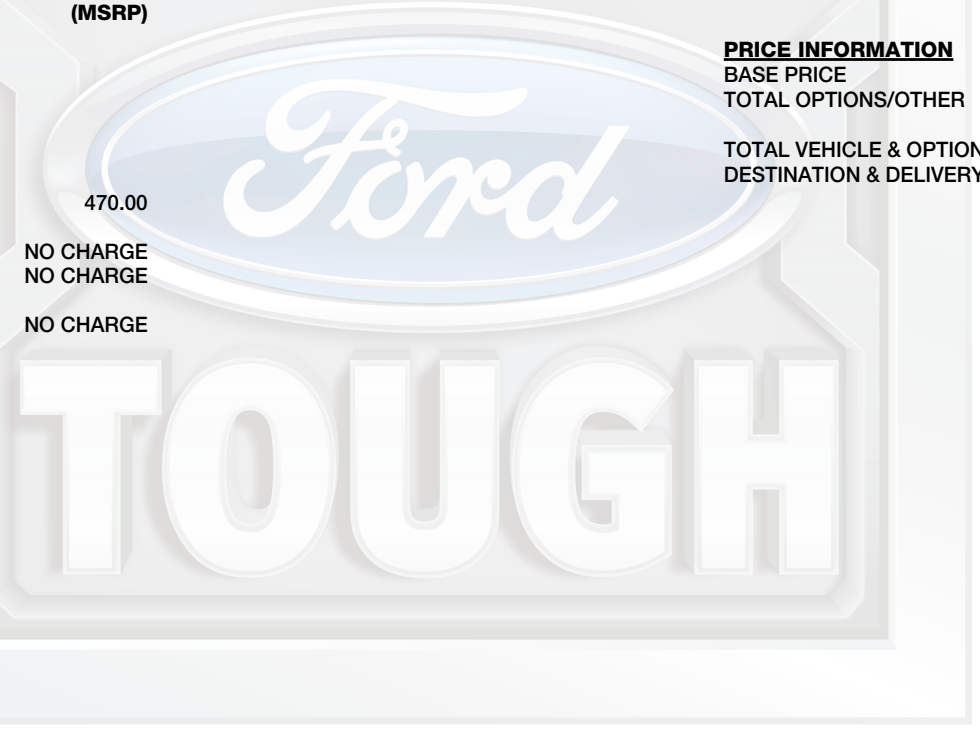 (MSRP)
PRICE INFORMATION
BASE PRICE
TOTAL OPTIONS/OTHER
TOTAL VEHICLE & OPTION
DESTINATION & DELIVERY
470.00
NO CHARGE
NO CHARGE
NO CHARGE
Ford
TOUGH